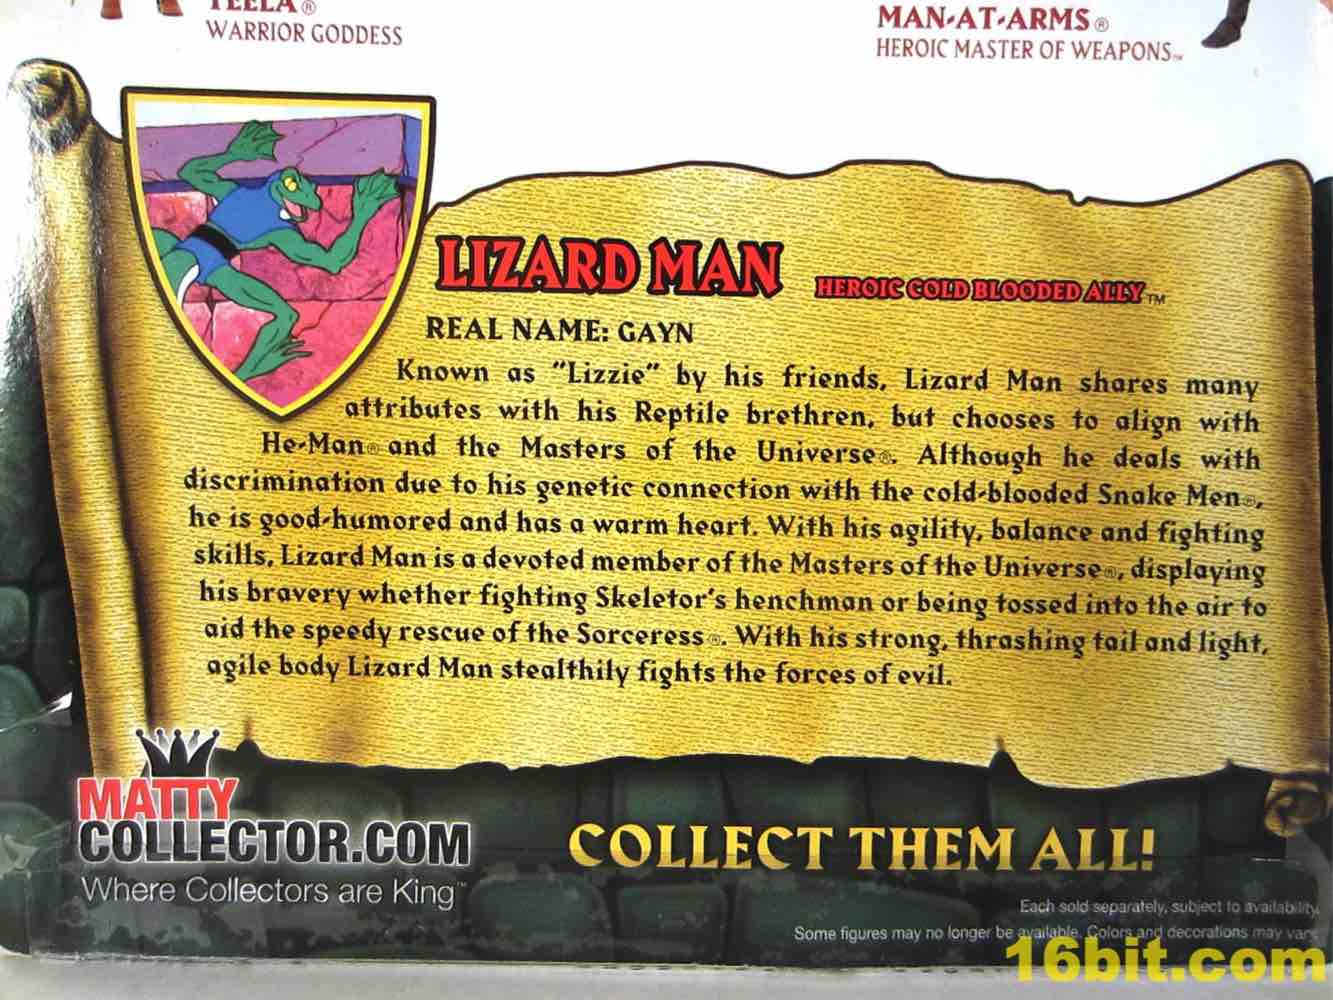 TEELA®
WARRIOR GODDESS
MAN-AT-ARMS®
HEROIC MASTER OF WEAPONS™
LIZARD MAN HEROIC COLD BLOODED ALLY™
REAL NAME: GAYN
Known as "Lizzie" by his friends, Lizard Man shares many
attributes with his Reptile brethren, but chooses to align with
He-Man® and the Masters of the Universe®. Although he deals with
discrimination due to his genetic connection with the cold-blooded Snake Men®,
he is good-humored and has a warm heart. With his agility, balance and fighting
skills, Lizard Man is a devoted member of the Masters of the Universe®, displaying
his bravery whether fighting Skeletor's henchman or being tossed into the air to
aid the speedy rescue of the Sorceress®. With his strong, thrashing tail and light,
agile body Lizard Man stealthily fights the forces of evil.
MATTY
COLLECTOR.COM
Where Collectors are King™
COLLECT THEM ALL!
Each sold separately, subject to availability.
Some figures may no longer be available. Colors and decorations may vary.
16bit.com